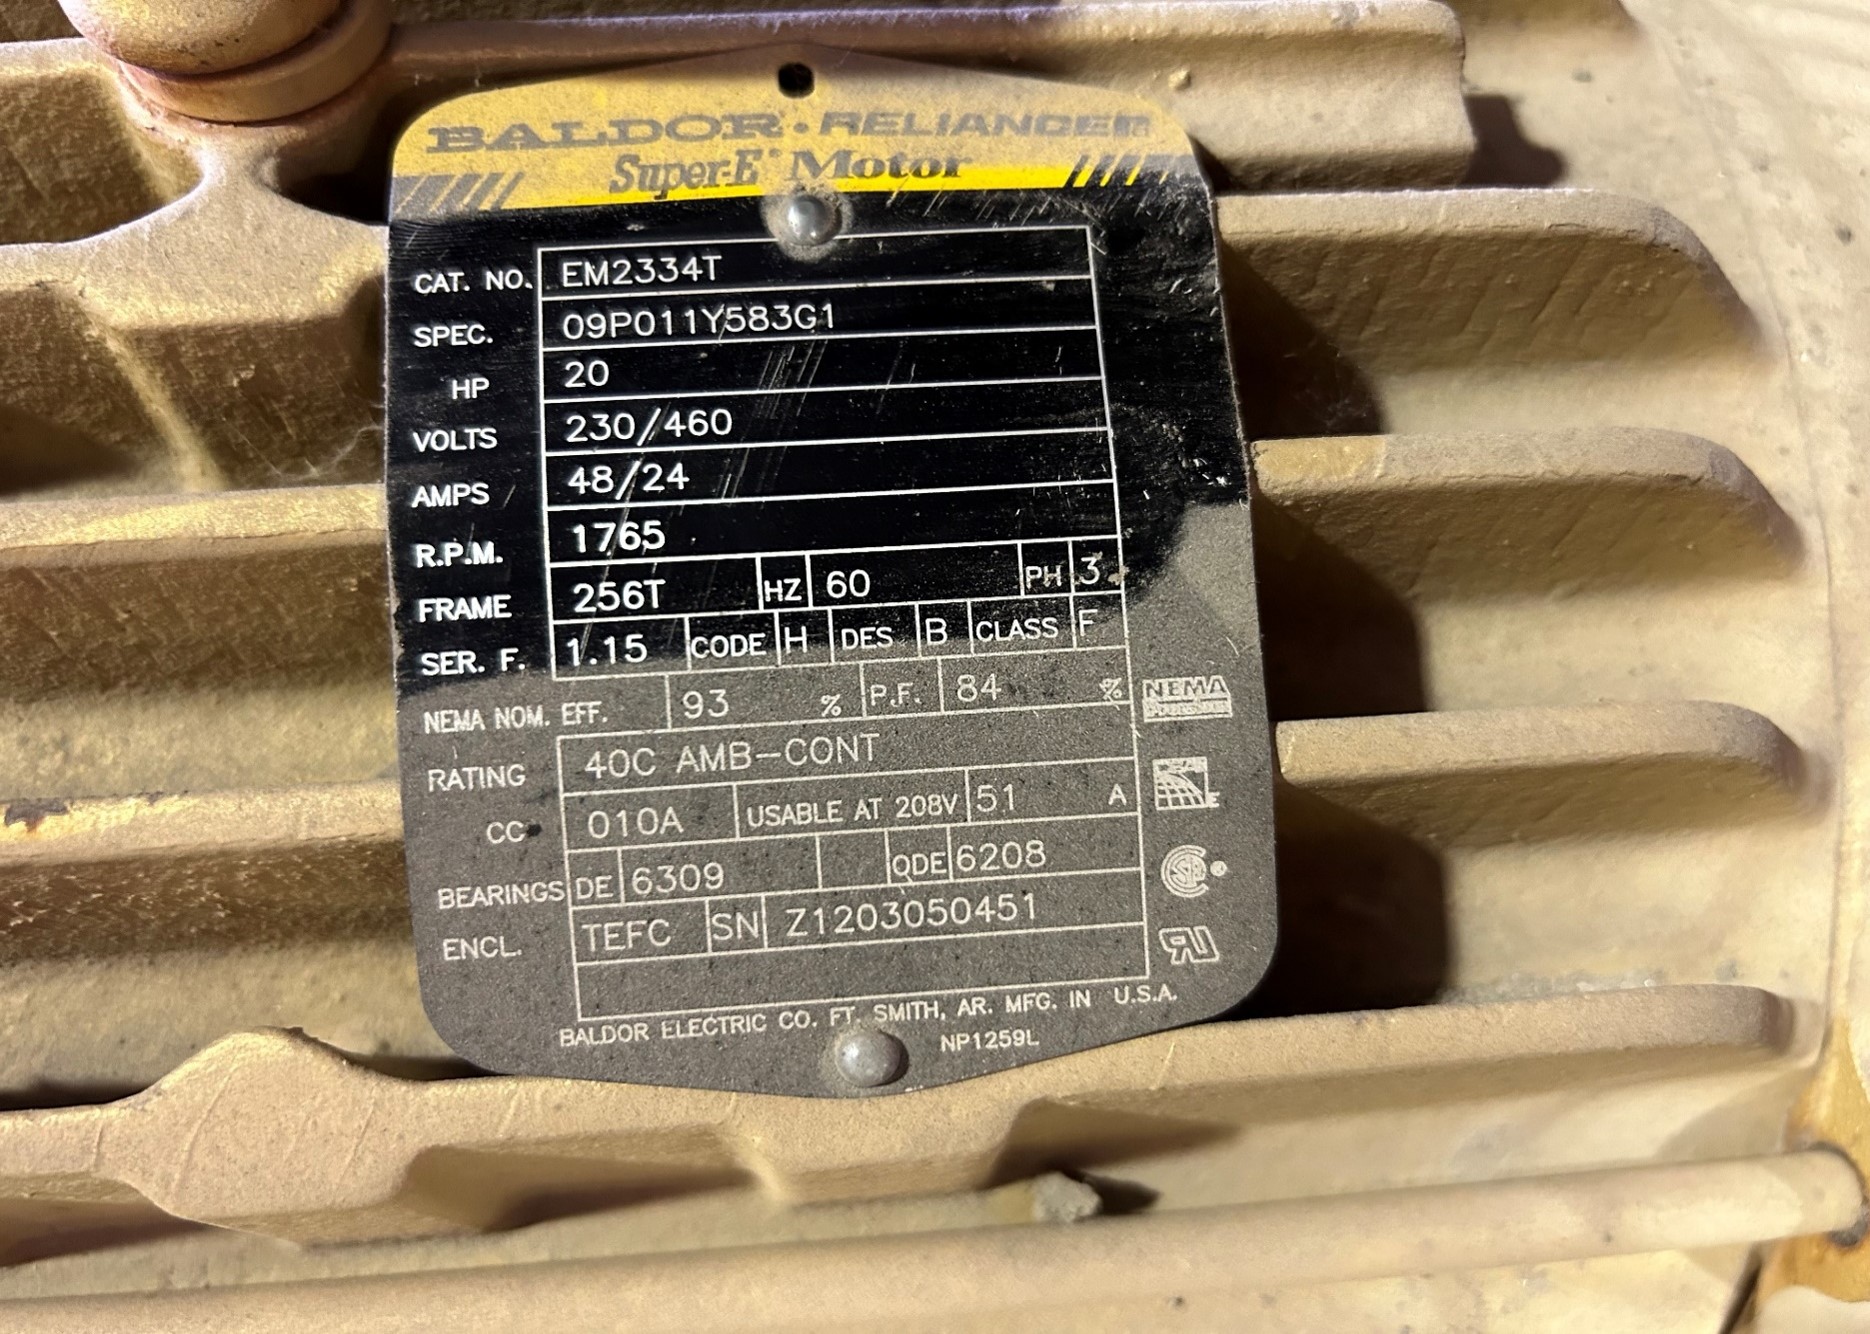 BALDOR · RELIANCER
Super-E Motor
CAT. NO. EM2334T
SPEC. 09P011Y583G1
HP 20
VOLTS 230/460
AMPS 48/24
R.P.M. 1765
FRAME 256T HZ 60 PH 3
SER. F. 1.15 CODE H DES B CLASS F
NEMA NOM. EFF. 93 % P.F. 84 %
NEMA
RATING 40C AMB-CONT
CC 010A USABLE AT 208V 51 A
BEARINGS DE 6309 ODE 6208
ENCL. TEFC SN Z1203050451
BALDOR ELECTRIC CO. FT. SMITH, AR. MFG. IN U.S.A.
NP1259L